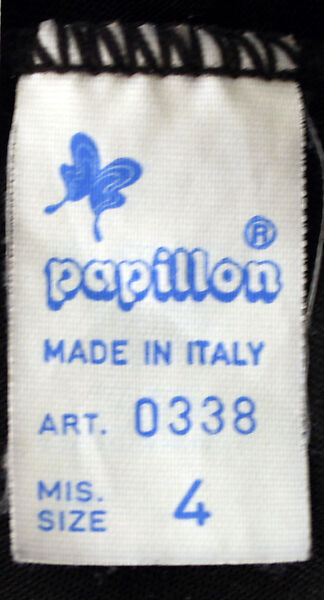 ®
papillon
MADE IN ITALY
ART. 0338
MIS.
SIZE 4